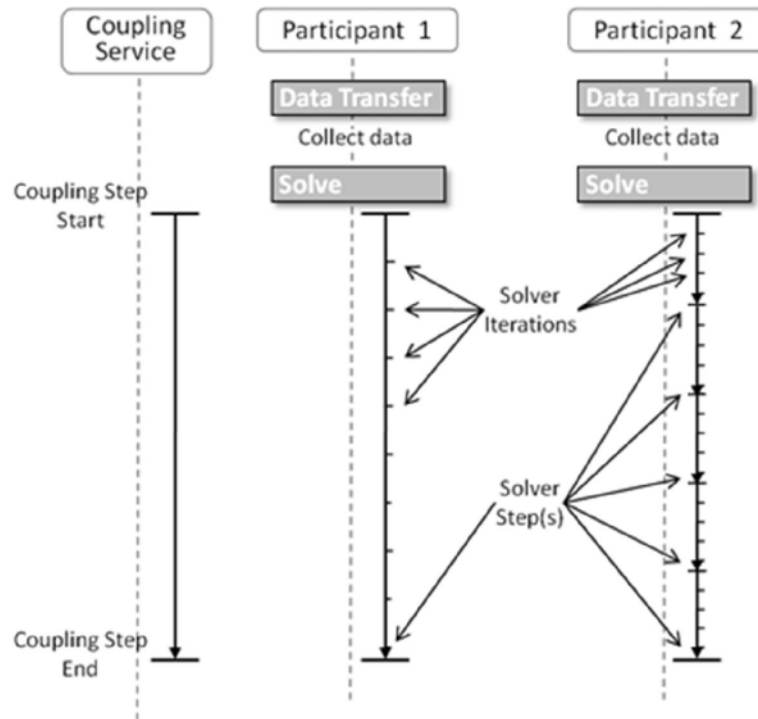 Coupling
Service
Participant 1
Participant 2
Data Transfer
Data Transfer
Collect data
Collect data
Solve
Solve
Coupling Step
Start
Solver
Iterations
Solver
Step(s)
Coupling Step
End